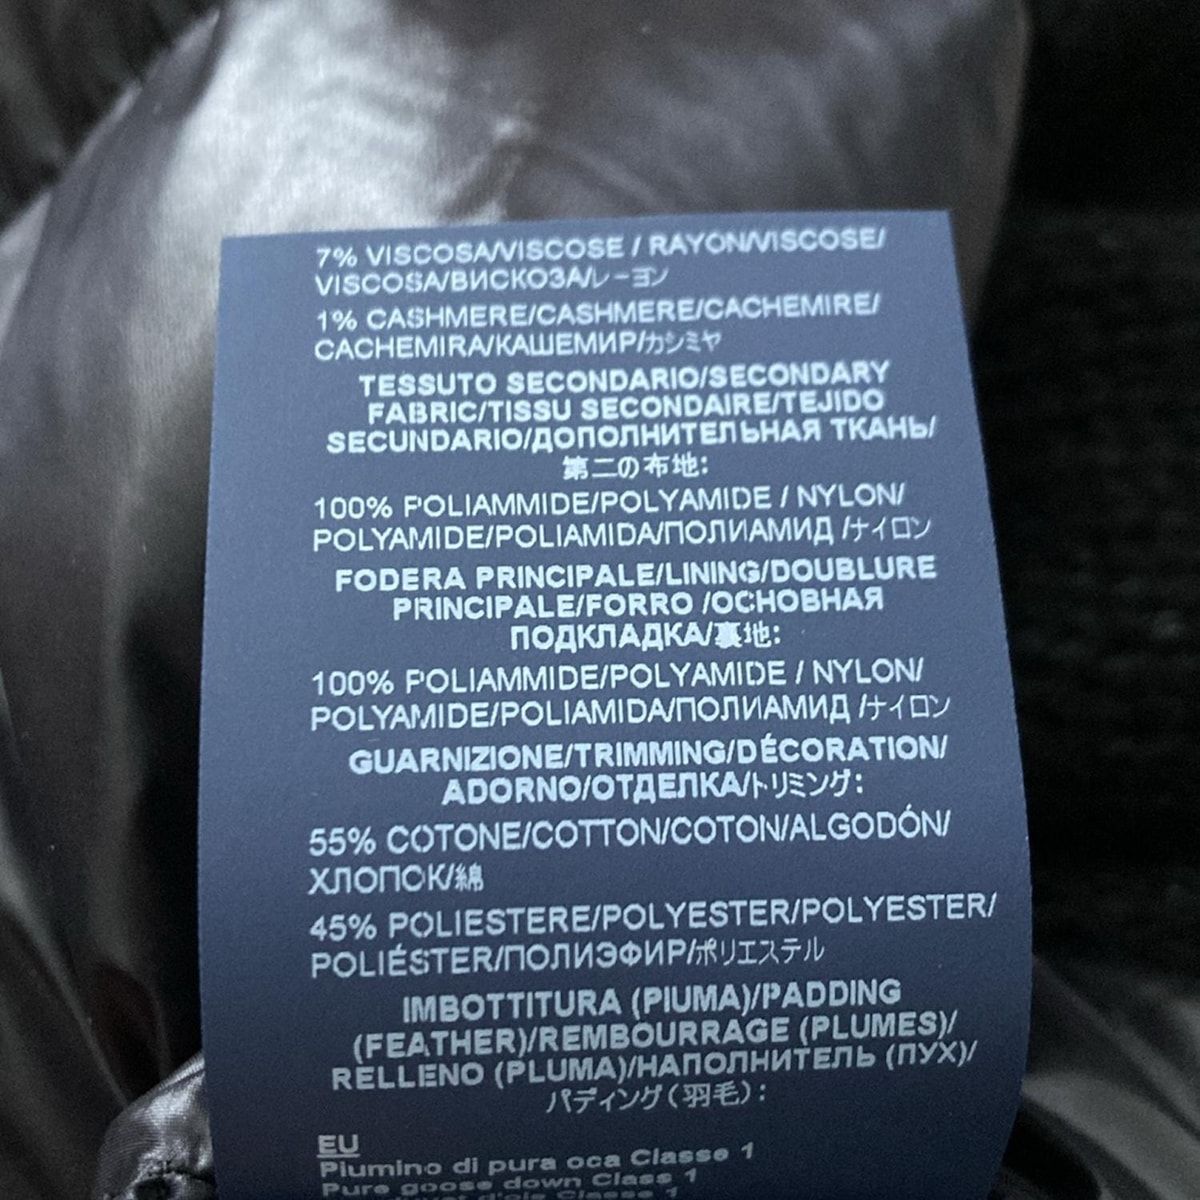 7% VISCOSA/VISCOSE / RAYON/VISCOSE/
VISCOSA/ВИСКОЗА/レーヨン
1% CASHMERE/CASHMERE/CACHEMIRE/
CACHEMIRA/КАШЕМИР/カシミヤ
TESSUTO SECONDARIO/SECONDARY
FABRIC/TISSU SECONDAIRE/TEJIDO
SECUNDARIO/ДОПОЛНИТЕЛЬНАЯ ТКАНЬ/
第二の布地:
100% POLIAMMIDE/POLYAMIDE / NYLON/
POLYAMIDE/POLIAMIDA/ПОЛИАМИД /ナイロン
FODERA PRINCIPALE/LINING/DOUBLURE
PRINCIPALE/FORRO /ОСНОВНАЯ
ПОДКЛАДКА/裏地:
100% POLIAMMIDE/POLYAMIDE / NYLON/
POLYAMIDE/POLIAMIDA/ПОЛИАМИД /ナイロン
GUARNIZIONE/TRIMMING/DÉCORATION/
ADORNO/ОТДЕЛКА/トリミング:
55% COTONE/COTTON/COTON/ALGODÓN/
ХЛОПОК/綿
45% POLIESTERE/POLYESTER/POLYESTER/
POLIÉSTER/ПОЛИЭФИР/ポリエステル
IMBOTTITURA (PIUMA)/PADDING
(FEATHER)/REMBOURRAGE (PLUMES)/
RELLENO (PLUMA)/НАПОЛНИТЕЛЬ (ПУХ)/
パディング(羽毛):
EU
Piumino di pura oca Classe 1
Pure goose down Class 1
d'oie Classe 1